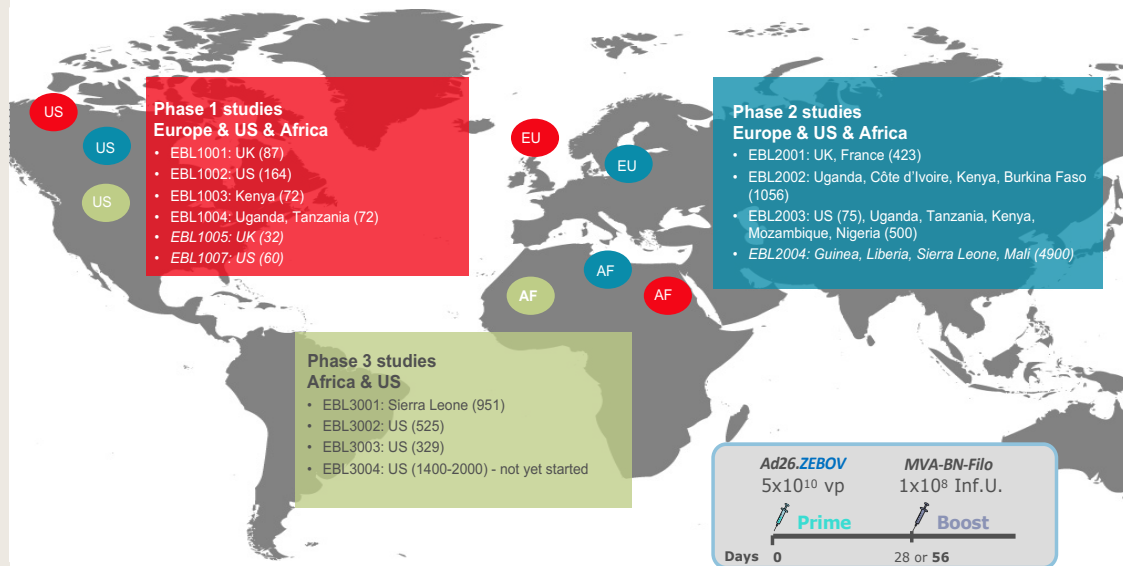 US
US
US
Phase 1 studies
Europe & US & Africa
• EBL1001: UK (87)
• EBL1002: US (164)
• EBL1003: Kenya (72)
• EBL1004: Uganda, Tanzania (72)
• EBL1005: UK (32)
• EBL1007: US (60)
EU
EU
AF
AF
AF
Phase 2 studies
Europe & US & Africa
• EBL2001: UK, France (423)
• EBL2002: Uganda, Côte d’Ivoire, Kenya, Burkina Faso
(1056)
• EBL2003: US (75), Uganda, Tanzania, Kenya,
Mozambique, Nigeria (500)
• EBL2004: Guinea, Liberia, Sierra Leone, Mali (4900)
Phase 3 studies
Africa & US
• EBL3001: Sierra Leone (951)
• EBL3002: US (525)
• EBL3003: US (329)
• EBL3004: US (1400-2000) - not yet started
Ad26.ZEBOV MVA-BN-Filo
5x10¹⁰ vp 1x10⁸ Inf.U.
Prime Boost
Days 0 28 or 56